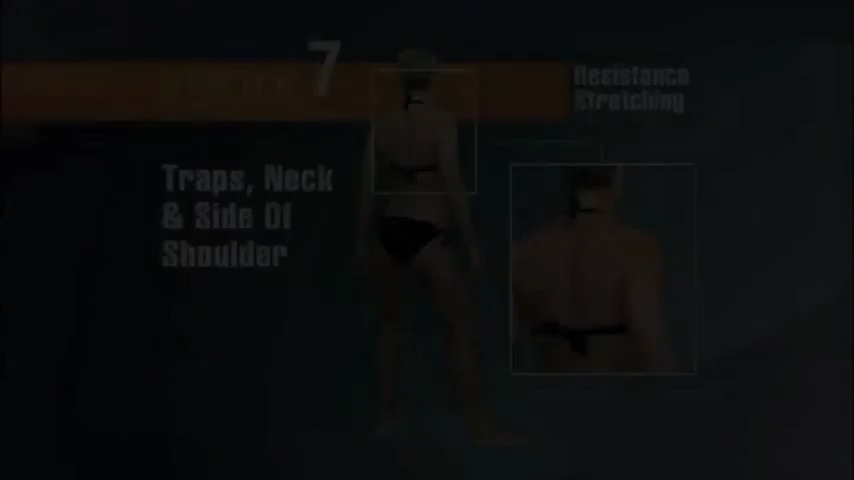 7
Resistance
Stretching
Traps, Neck
& Side Of
Shoulder